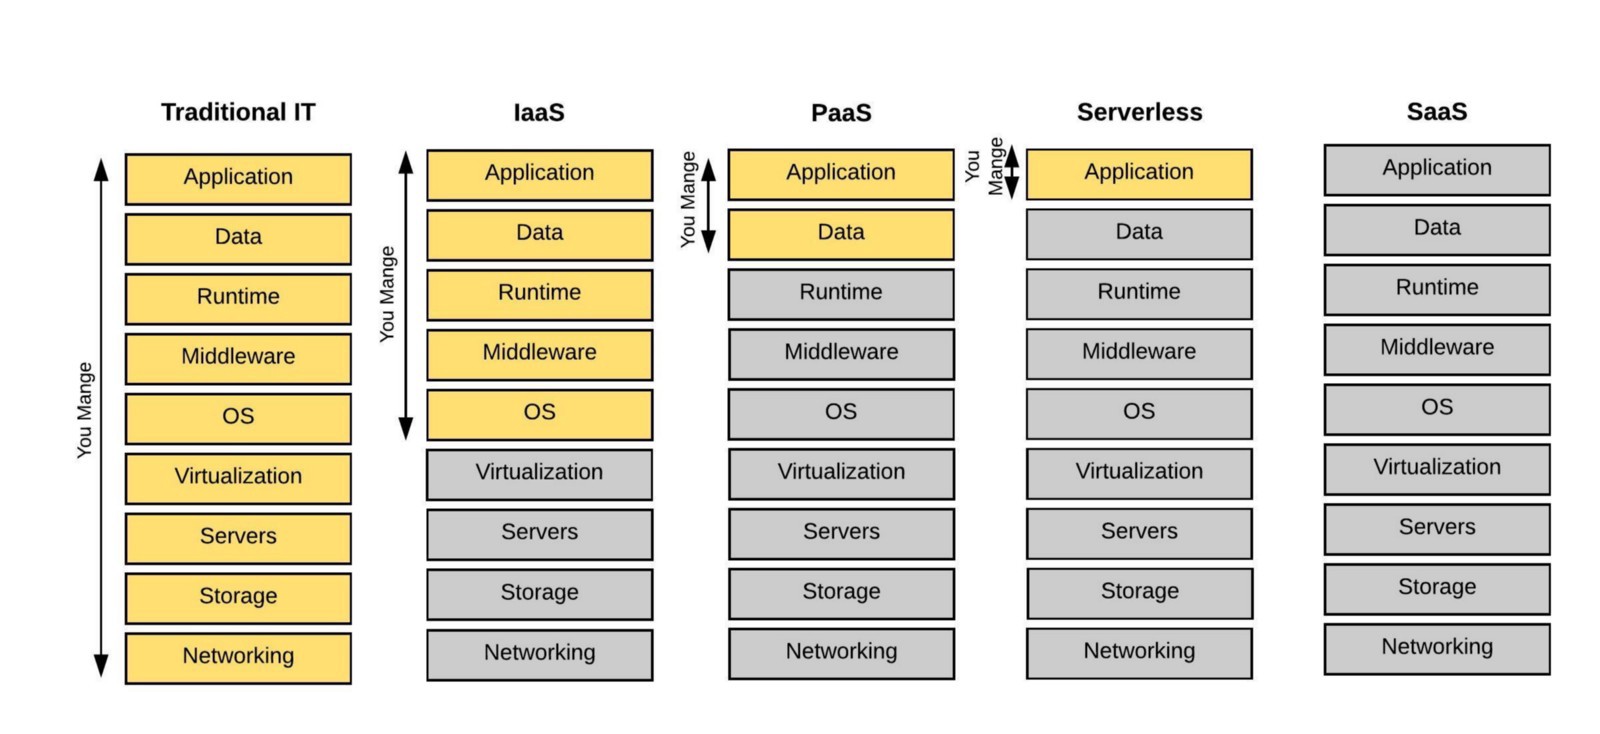 Traditional IT
You Mange
Application
Data
Runtime
Middleware
OS
Virtualization
Servers
Storage
Networking
IaaS
You Mange
Application
Data
Runtime
Middleware
OS
Virtualization
Servers
Storage
Networking
PaaS
You Mange
Application
Data
Runtime
Middleware
OS
Virtualization
Servers
Storage
Networking
Serverless
You
Mange
Application
Data
Runtime
Middleware
OS
Virtualization
Servers
Storage
Networking
SaaS
Application
Data
Runtime
Middleware
OS
Virtualization
Servers
Storage
Networking